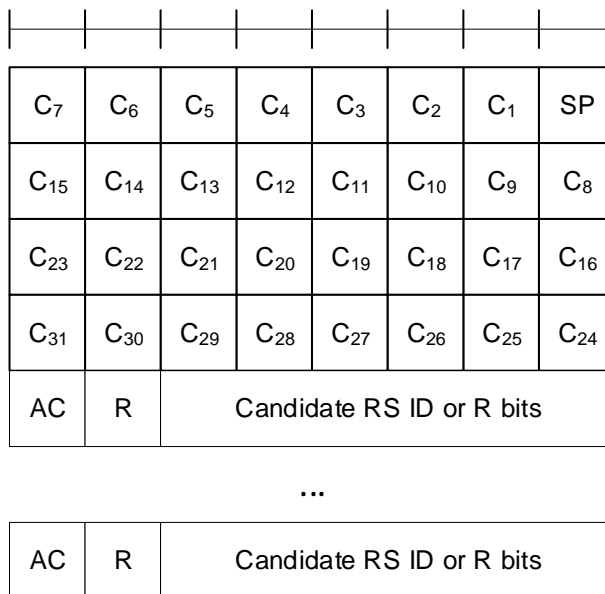 C₇ C₆ C₅ C₄ C₃ C₂ C₁ SP
C₁₅ C₁₄ C₁₃ C₁₂ C₁₁ C₁₀ C₉ C₈
C₂₃ C₂₂ C₂₁ C₂₀ C₁₉ C₁₈ C₁₇ C₁₆
C₃₁ C₃₀ C₂₉ C₂₈ C₂₇ C₂₆ C₂₅ C₂₄
AC R Candidate RS ID or R bits
...
AC R Candidate RS ID or R bits